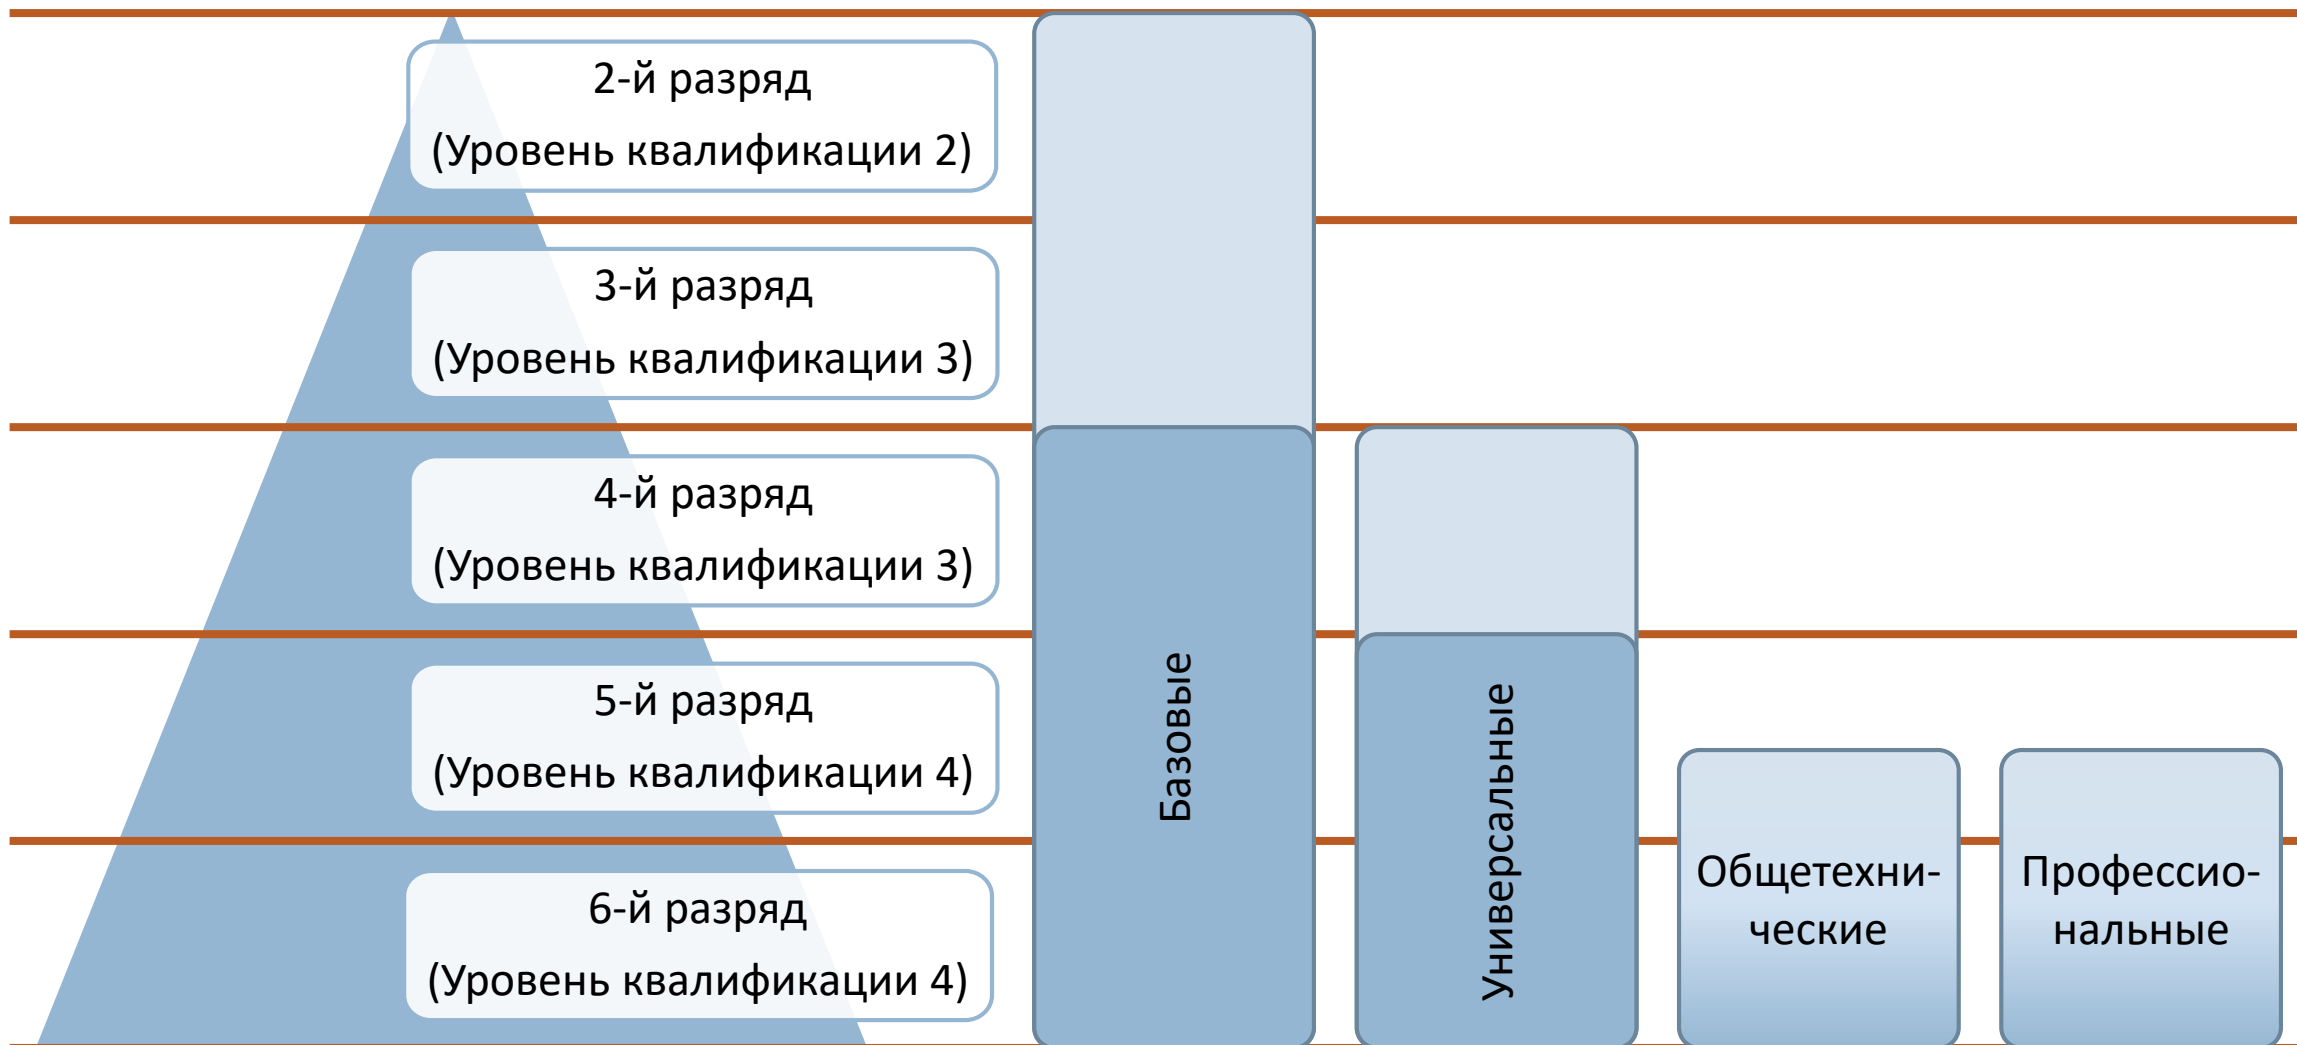 2-й разряд
(Уровень квалификации 2)
3-й разряд
(Уровень квалификации 3)
4-й разряд
(Уровень квалификации 3)
5-й разряд
(Уровень квалификации 4)
6-й разряд
(Уровень квалификации 4)
Базовые
Универсальные
Общетехни-
ческие
Профессио-
нальные